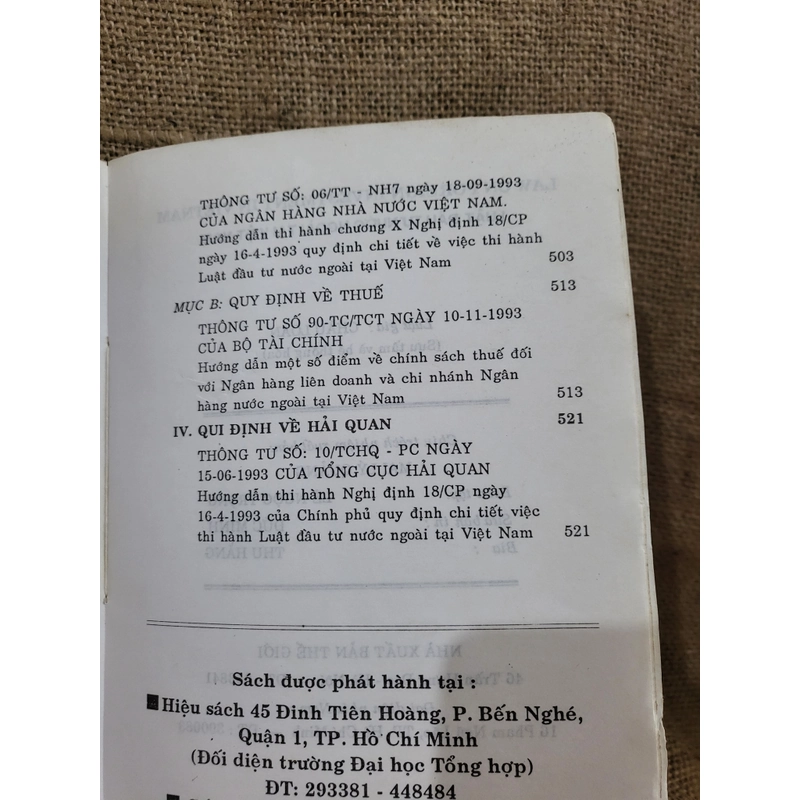 THÔNG TƯ SỐ: 06/TT - NH7 ngày 18-09-1993
CỦA NGÂN HÀNG NHÀ NƯỚC VIỆT NAM.
Hướng dẫn thi hành chương X Nghị định 18/CP
ngày 16-4-1993 quy định chi tiết về việc thi hành
Luật đầu tư nước ngoài tại Việt Nam 503
MỤC B: QUY ĐỊNH VỀ THUẾ 513
THÔNG TƯ SỐ 90-TC/TCT NGÀY 10-11-1993
CỦA BỘ TÀI CHÍNH
Hướng dẫn một số điểm về chính sách thuế đối
với Ngân hàng liên doanh và chi nhánh Ngân
hàng nước ngoài tại Việt Nam 513
IV. QUI ĐỊNH VỀ HẢI QUAN 521
THÔNG TƯ SỐ: 10/TCHQ - PC NGÀY
15-06-1993 CỦA TỔNG CỤC HẢI QUAN
Hướng dẫn thi hành Nghị định 18/CP ngày
16-4-1993 của Chính phủ quy định chi tiết việc
thi hành Luật đầu tư nước ngoài tại Việt Nam 521
Sách được phát hành tại :
Hiệu sách 45 Đinh Tiên Hoàng, P. Bến Nghé,
Quận 1, TP. Hồ Chí Minh
(Đối diện trường Đại học Tổng hợp)
ĐT: 293381 - 448484